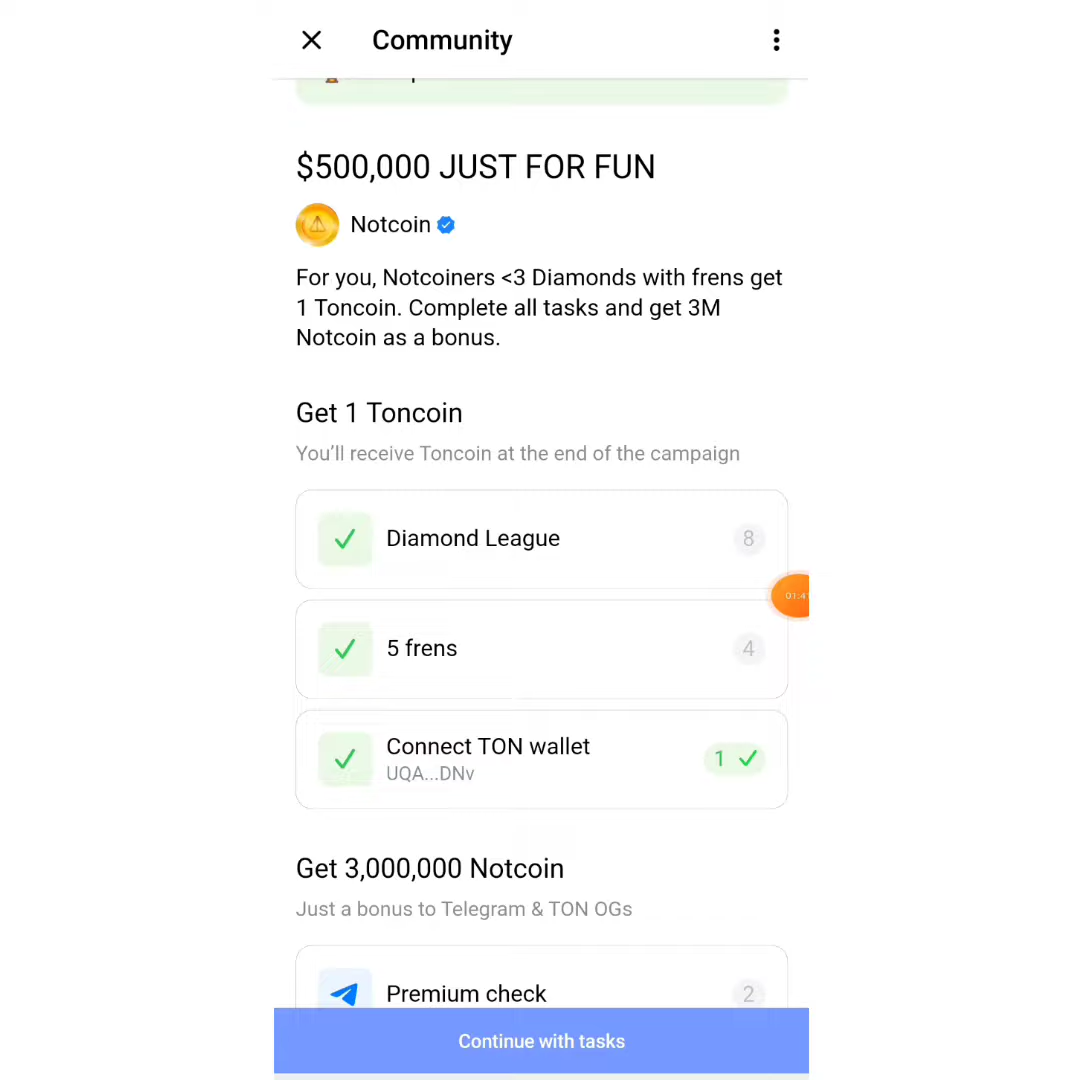 Community
$500,000 JUST FOR FUN
Notcoin
For you, Notcoiners <3 Diamonds with frens get
1 Toncoin. Complete all tasks and get 3M
Notcoin as a bonus.
Get 1 Toncoin
You'll receive Toncoin at the end of the campaign
Diamond League 8
01:41
5 frens 4
Connect TON wallet 1
UQA...DNv
Get 3,000,000 Notcoin
Just a bonus to Telegram & TON OGs
Premium check 2
Continue with tasks